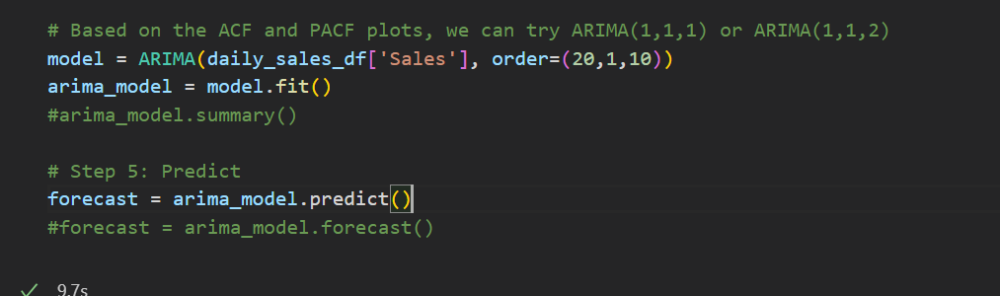 # Based on the ACF and PACF plots, we can try ARIMA(1,1,1) or ARIMA(1,1,2)
model = ARIMA(daily_sales_df['Sales'], order=(20,1,10))
arima_model = model.fit()
#arima_model.summary()
# Step 5: Predict
forecast = arima_model.predict()
#forecast = arima_model.forecast()
9.7s